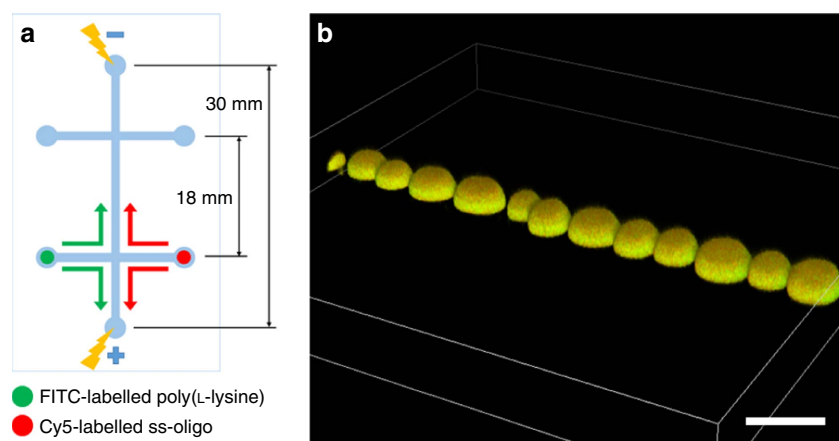 a
−
30 mm
18 mm
+
FITC-labelled poly(L-lysine)
Cy5-labelled ss-oligo
b